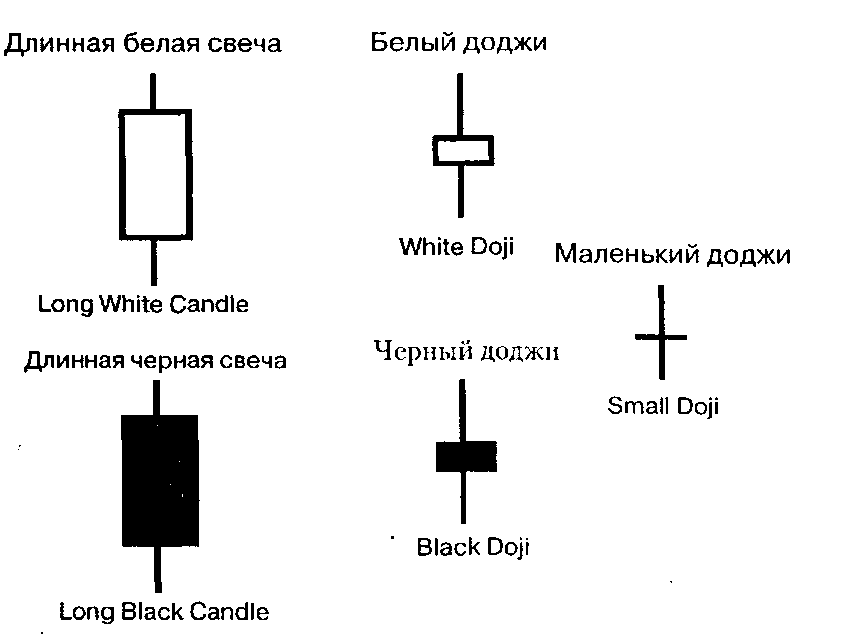 Длинная белая свеча
Long White Candle
Длинная черная свеча
Long Black Candle
Белый доджи
White Doji
Черный доджи
Black Doji
Маленький доджи
Small Doji